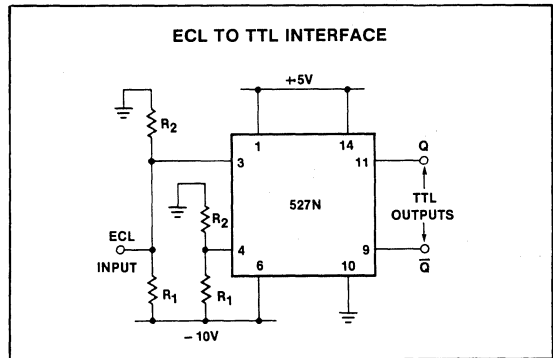 ECL TO TTL INTERFACE
+5V
R2
1
14
3
11
Q
527N
R2
TTL
OUTPUTS
ECL
INPUT
4
9
Q̅
R1
R1
6
10
− 10V